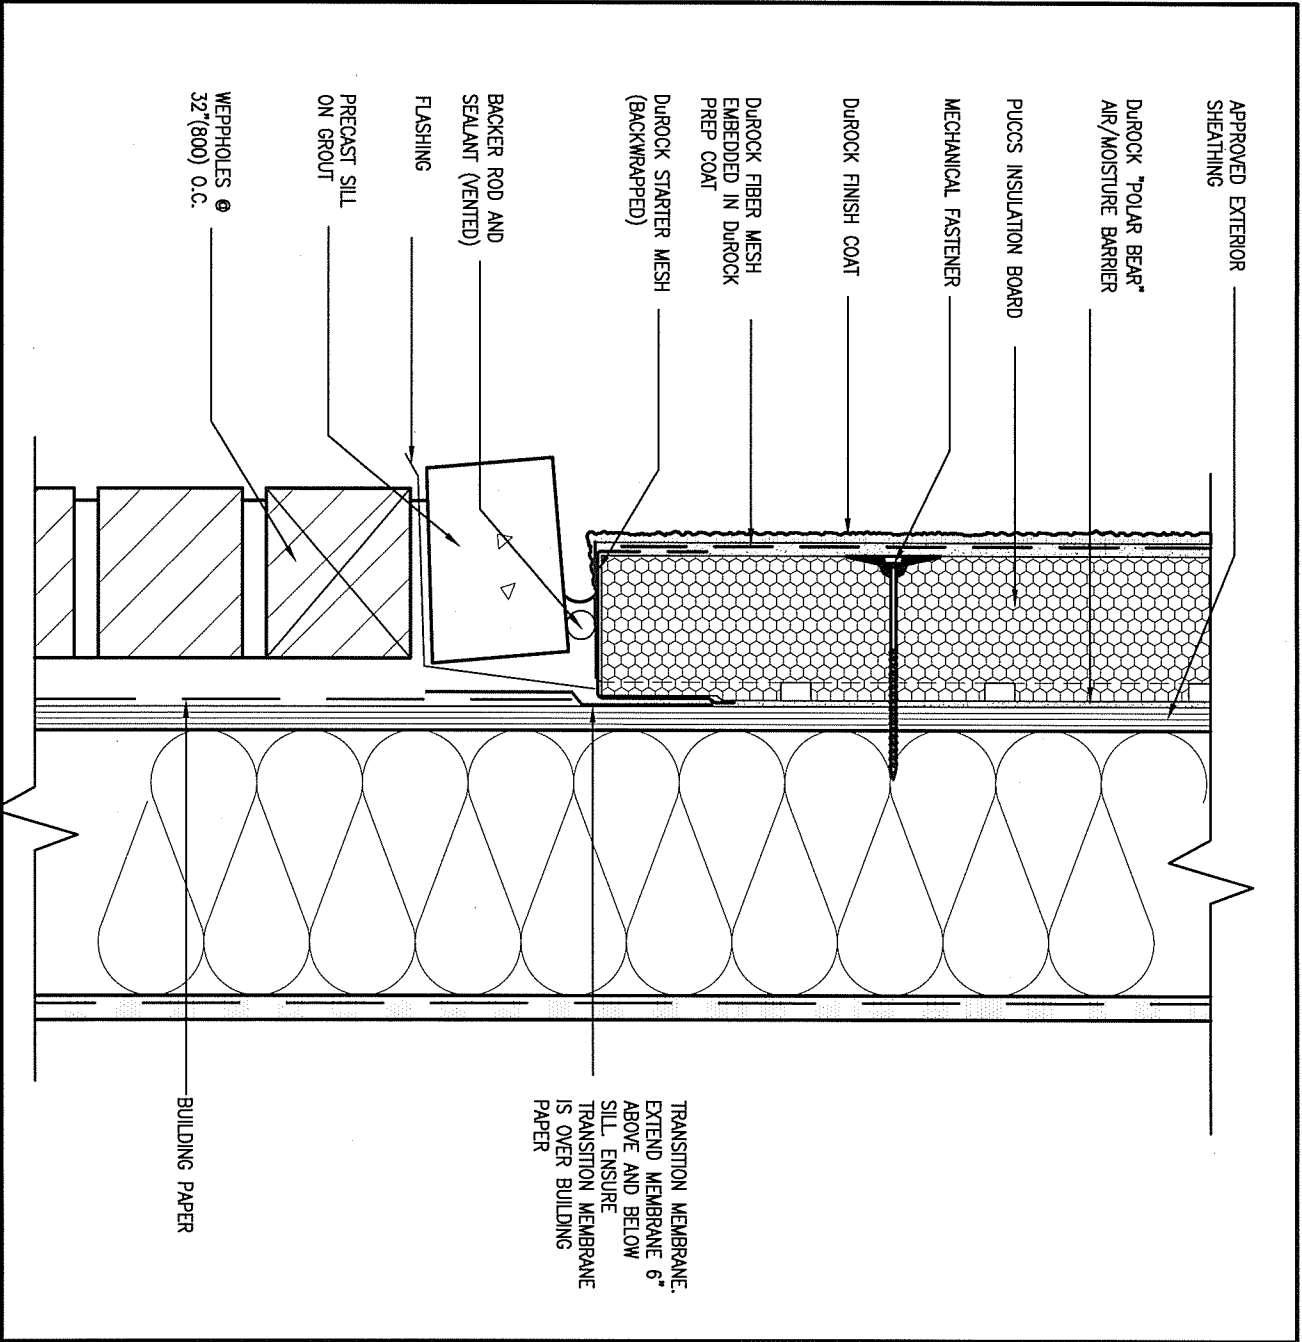 APPROVED EXTERIOR
SHEATHING
DuROCK "POLAR BEAR"
AIR/MOISTURE BARRIER
PUCCS INSULATION BOARD
MECHANICAL FASTENER
DuROCK FINISH COAT
DuROCK FIBER MESH
EMBEDDED IN DuROCK
PREP COAT
DuROCK STARTER MESH
(BACKWRAPPED)
BACKER ROD AND
SEALANT (VENTED)
FLASHING
PRECAST SILL
ON GROUT
WEPPHOLES @
32"(800) O.C.
TRANSITION MEMBRANE.
EXTEND MEMBRANE 6"
ABOVE AND BELOW
SILL. ENSURE
TRANSITION MEMBRANE
IS OVER BUILDING
PAPER
BUILDING PAPER